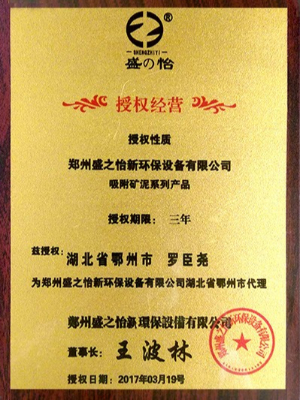 ®
SHENGZHIYI
盛の怡
授权经营
授权性质
郑州盛之怡新环保设备有限公司
吸附矿泥系列产品
授权期限： 三年
兹授权： 湖北省鄂州市 罗臣尧
为郑州盛之怡新环保设备有限公司湖北省鄂州市代理
郑州盛之怡新环保设备有限公司
董事长： 王波林
授权日期：2017年03月19号